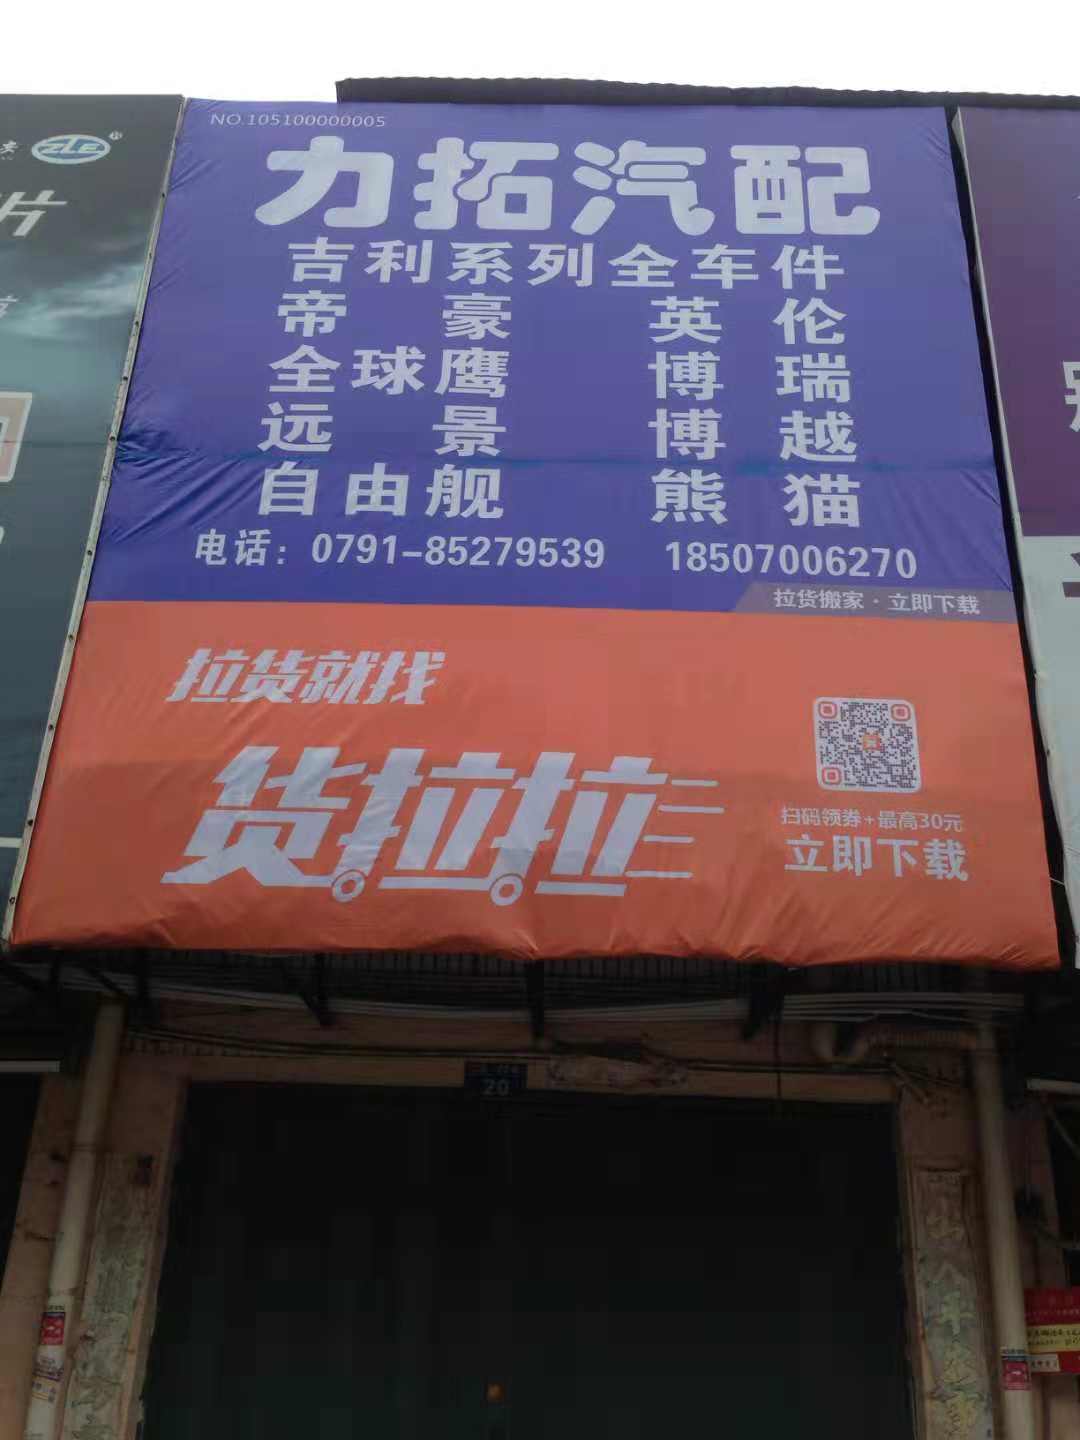 NO.105100000005
力拓汽配
吉利系列全车件
帝豪 英伦
全球鹰 博瑞
远景 博越
自由舰 熊猫
电话：0791-85279539 18507006270
拉货搬家·立即下载
拉货就找
货拉拉
扫码领券+最高30元
立即下载
ZLE
片
20